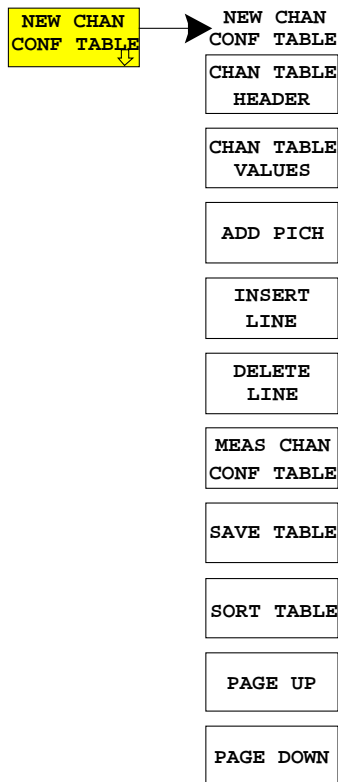 NEW CHAN
CONF TABLE
NEW CHAN
CONF TABLE
CHAN TABLE
HEADER
CHAN TABLE
VALUES
ADD PICH
INSERT
LINE
DELETE
LINE
MEAS CHAN
CONF TABLE
SAVE TABLE
SORT TABLE
PAGE UP
PAGE DOWN